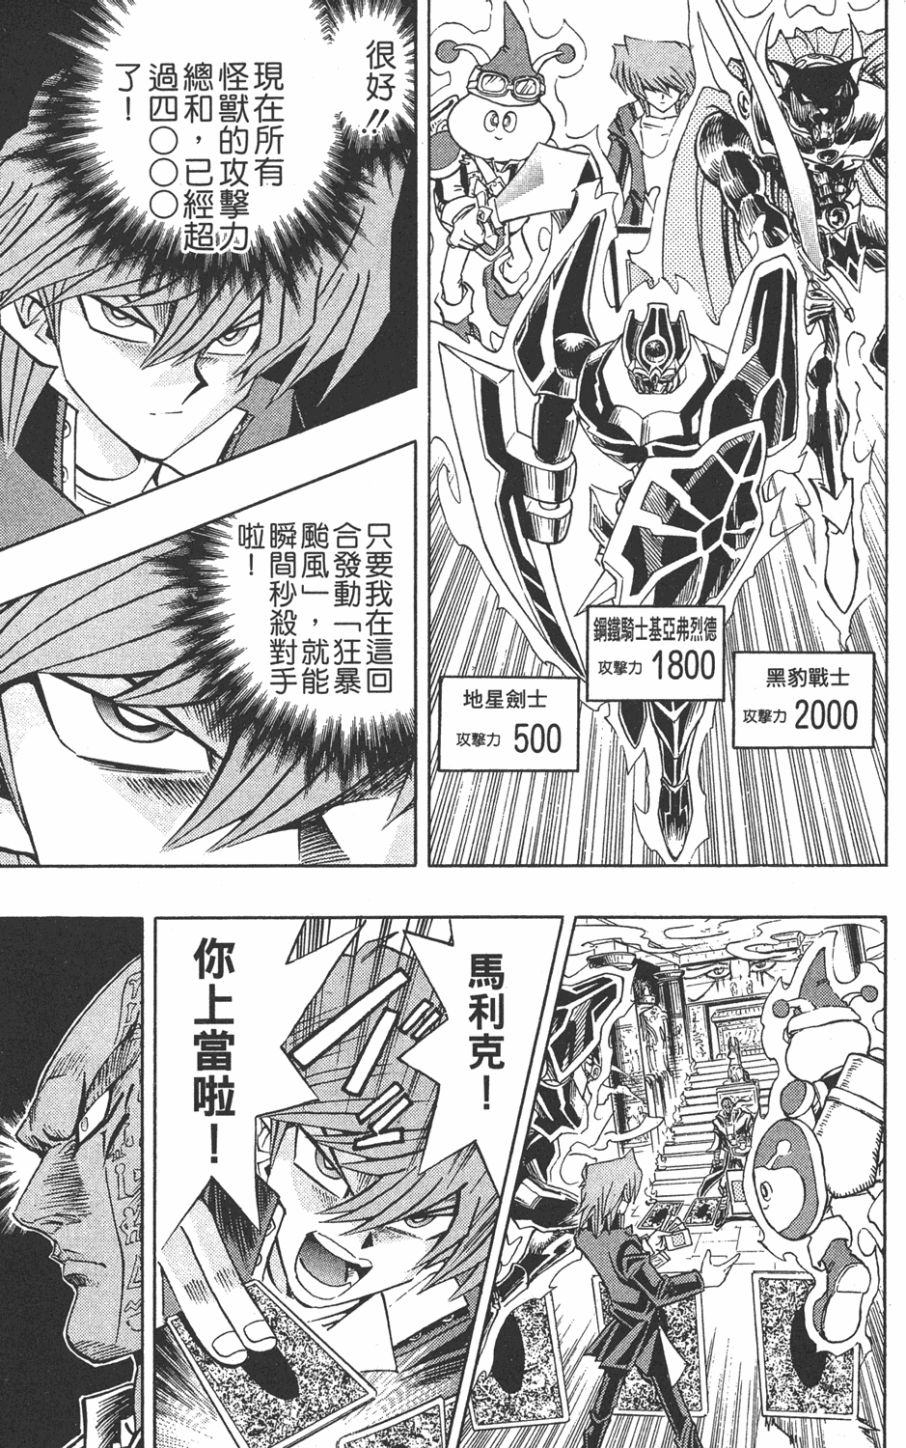 黑豹戰士
攻擊力 2000
鋼鐵騎士基亞弗烈德
攻擊力 1800
地星劍士
攻擊力 500
很好!!
現在所有
怪獸的攻擊力
總和，已經超
過四〇〇〇
了！
只要我在這回
合發動「狂暴
颱風」，就能
瞬間秒殺對手
啦！
馬利克！
你上當啦！